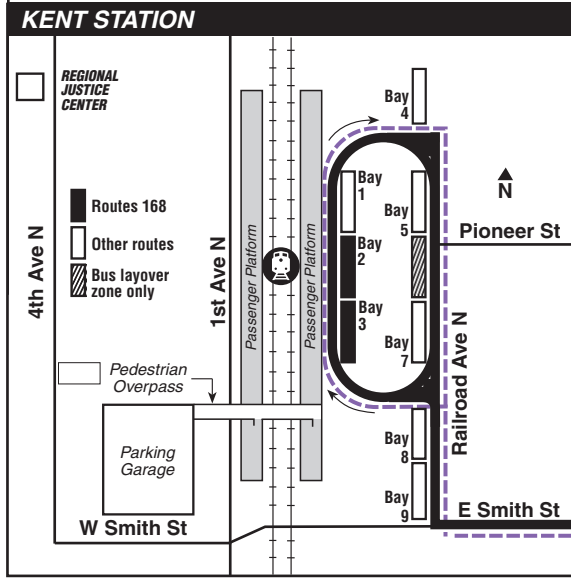 KENT STATION
REGIONAL
JUSTICE
CENTER
Bay
4
Routes 168
Other routes
Bus layover
zone only
4th Ave N
1st Ave N
Passenger Platform
Passenger Platform
Bay
1
Bay
2
Bay
3
Bay
5
Bay
7
N
Pioneer St
Railroad Ave N
Pedestrian
Overpass
Parking
Garage
Bay
8
Bay
9
W Smith St
E Smith St